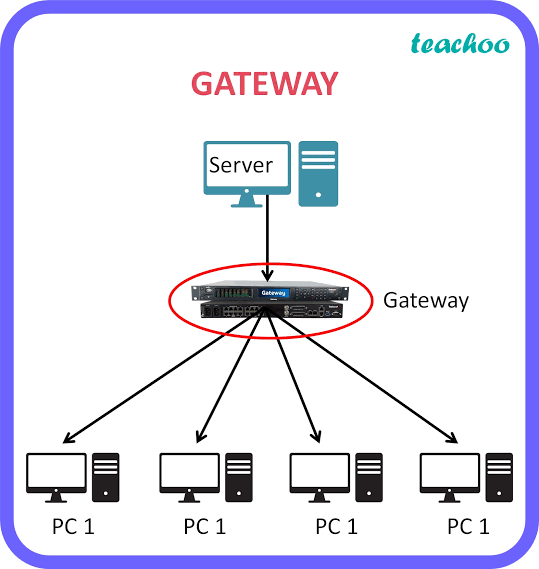 teachoo
GATEWAY
Server
Gateway
Gateway
PC 1
PC 1
PC 1
PC 1